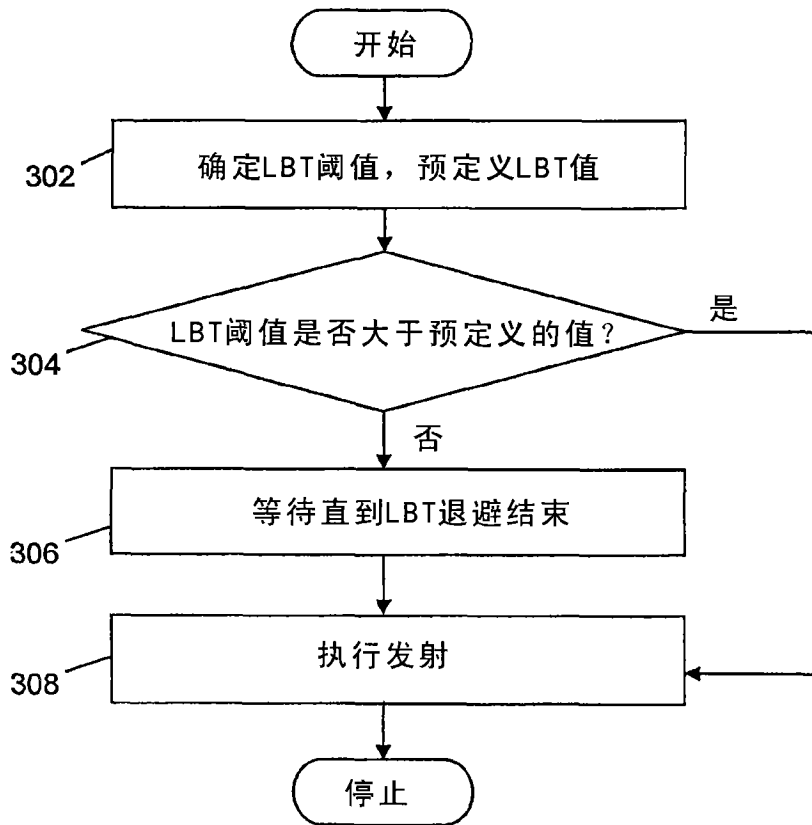 开始
302
确定LBT阈值，预定义LBT值
304
LBT阈值是否大于预定义的值？
是
否
306
等待直到LBT退避结束
308
执行发射
停止